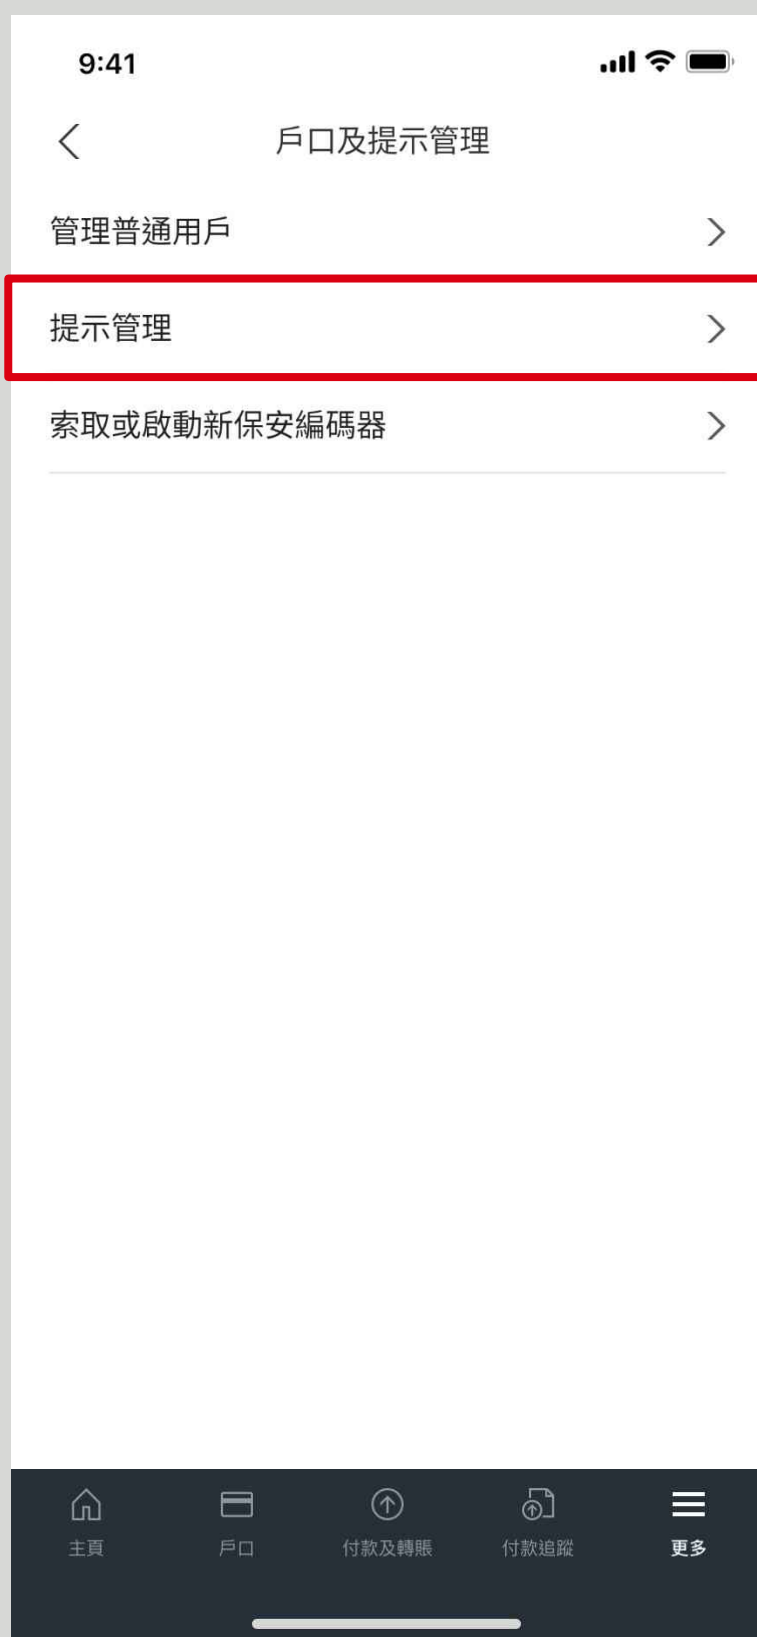 9:41
戶口及提示管理
管理普通用戶
提示管理
索取或啟動新保安編碼器
主頁
戶口
付款及轉賬
付款追蹤
更多